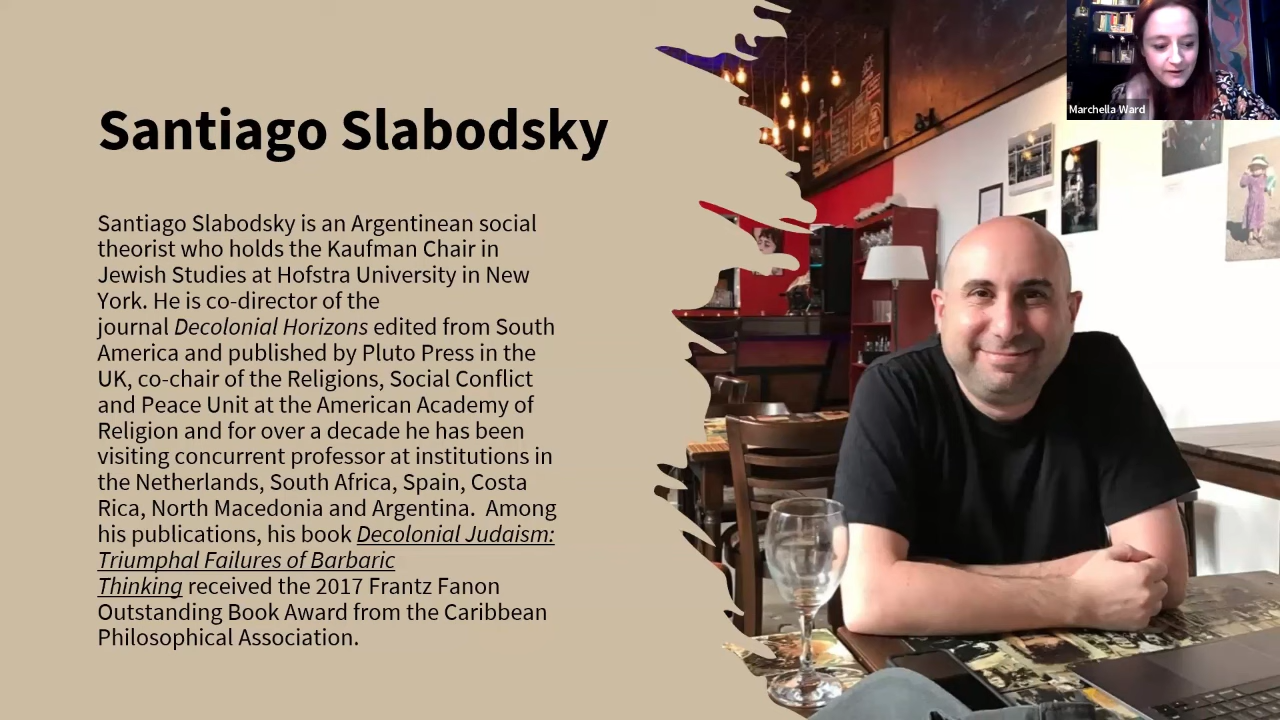 Santiago Slabodsky
Santiago Slabodsky is an Argentinean social
theorist who holds the Kaufman Chair in
Jewish Studies at Hofstra University in New
York. He is co-director of the
journal Decolonial Horizons edited from South
America and published by Pluto Press in the
UK, co-chair of the Religions, Social Conflict
and Peace Unit at the American Academy of
Religion and for over a decade he has been
visiting concurrent professor at institutions in
the Netherlands, South Africa, Spain, Costa
Rica, North Macedonia and Argentina.  Among
his publications, his book Decolonial Judaism:
Triumphal Failures of Barbaric
Thinking received the 2017 Frantz Fanon
Outstanding Book Award from the Caribbean
Philosophical Association.
Marchella Ward